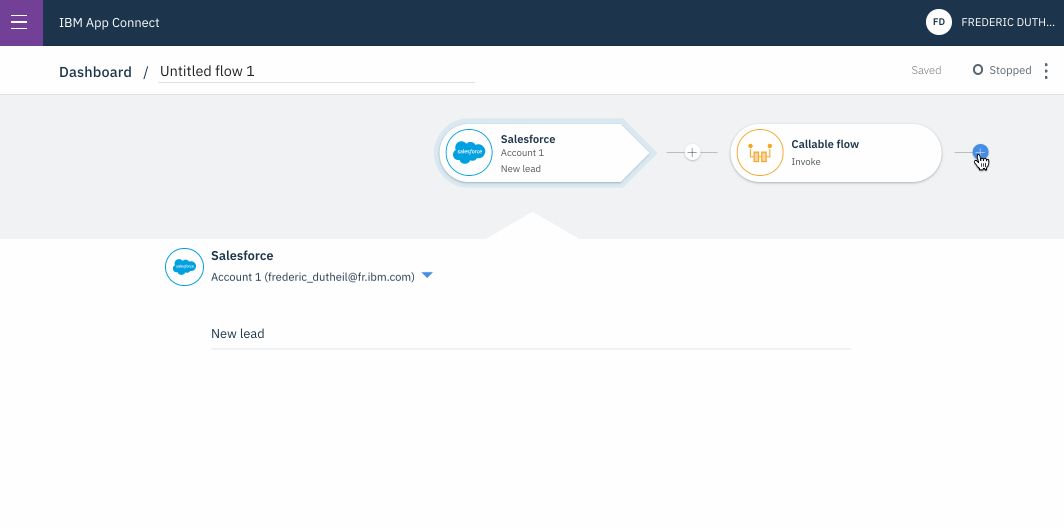 IBM App Connect
FD FREDERIC DUTH...
Dashboard / Untitled flow 1
Saved Stopped
salesforce
Salesforce
Account 1
New lead
Callable flow
Invoke
salesforce
Salesforce
Account 1 (frederic_dutheil@fr.ibm.com)
New lead